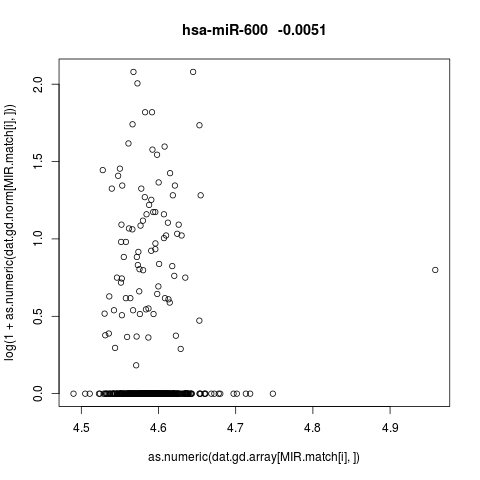 hsa-miR-600 -0.0051
log(1 + as.numeric(dat.gd.norm[MIR.match[i], ]))
2.0
1.5
1.0
0.5
0.0
4.5 4.6 4.7 4.8 4.9
as.numeric(dat.gd.array[MIR.match[i], ])